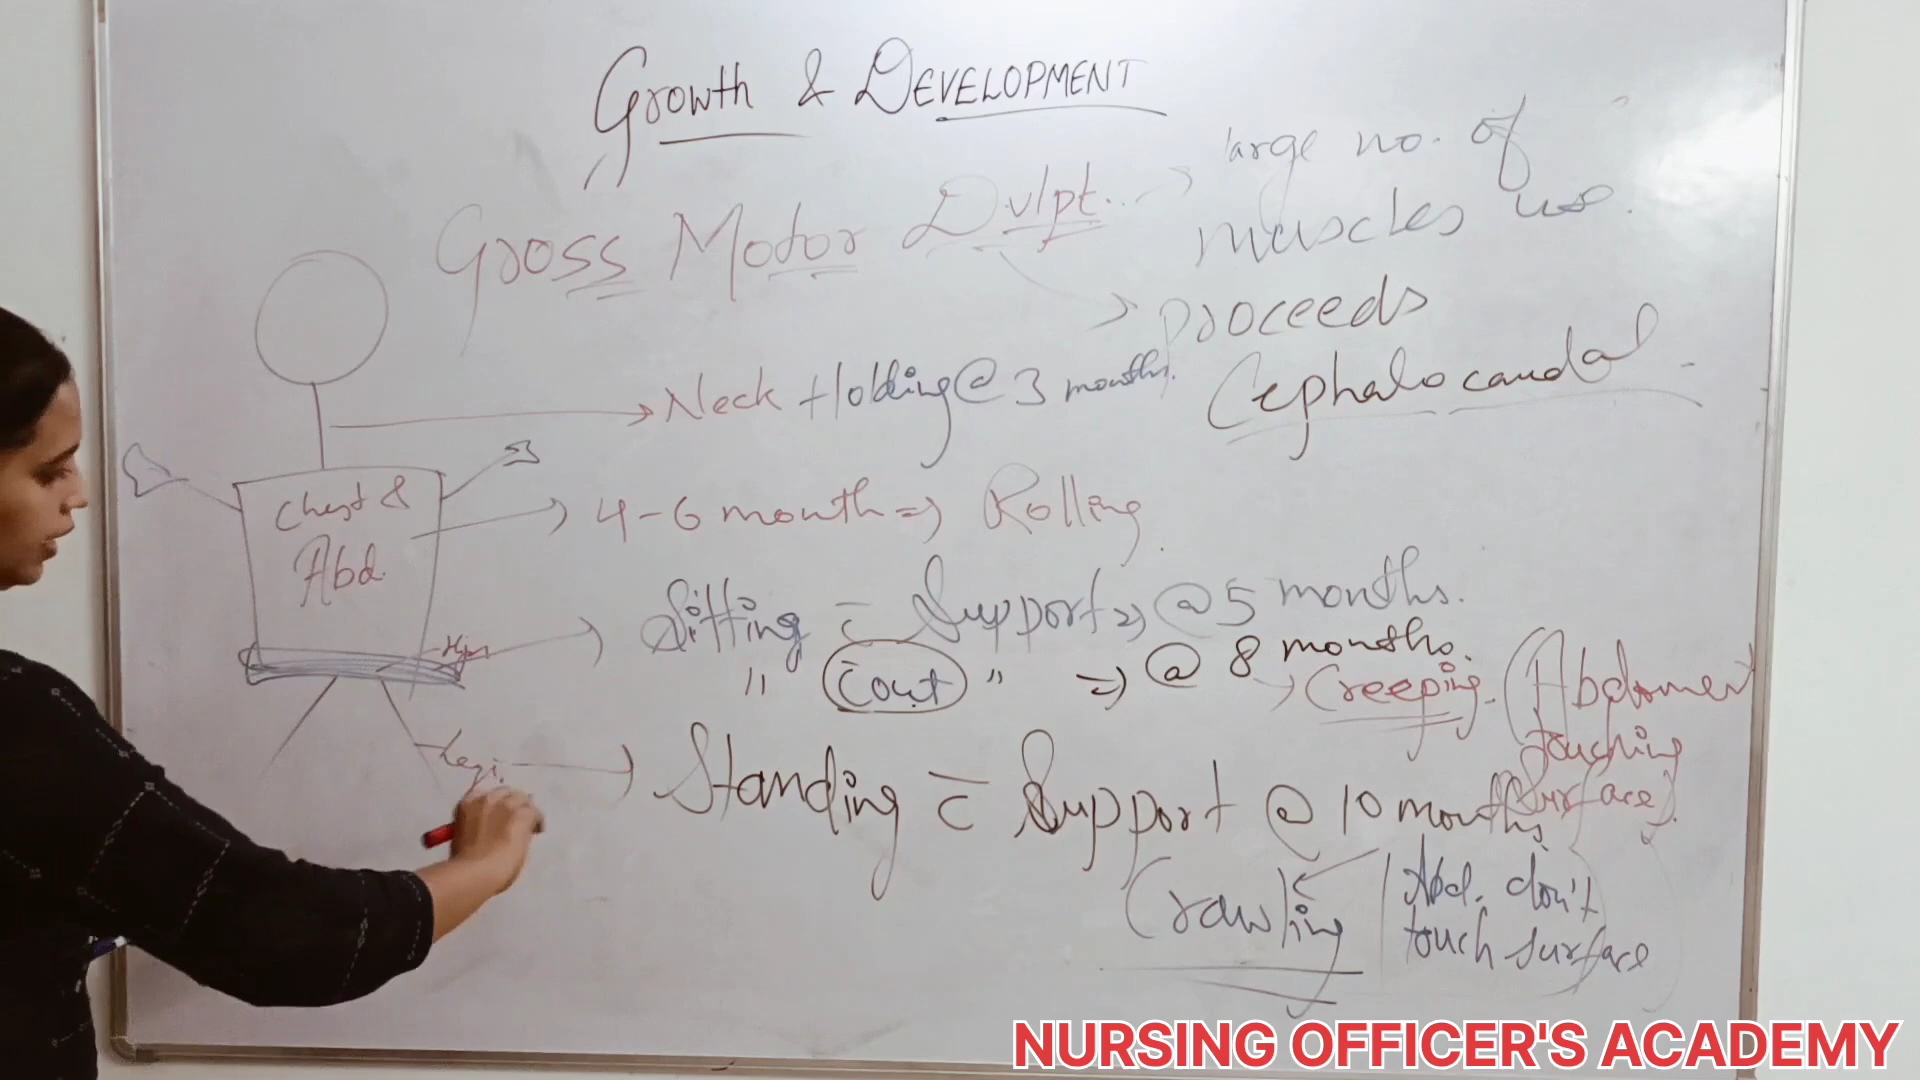 Growth & DEVELOPMENT
Gross Motor Dvlpt. → large no. of
muscles use.
→ proceeds
Cephalocaudal
→ Neck Holding @ 3 months.
Chest &
Abd.
→ 4-6 month ⇒ Rolling
Hips → Sitting c̄ Support ⇒ @ 5 months.
" c̄out " ⇒ @ 8 months.
→ Creeping. (Abdomen
touching
surface).
Legs. → Standing c̄ Support @ 10 months
Crawling ← Abd. don't
touch surface
NURSING OFFICER'S ACADEMY